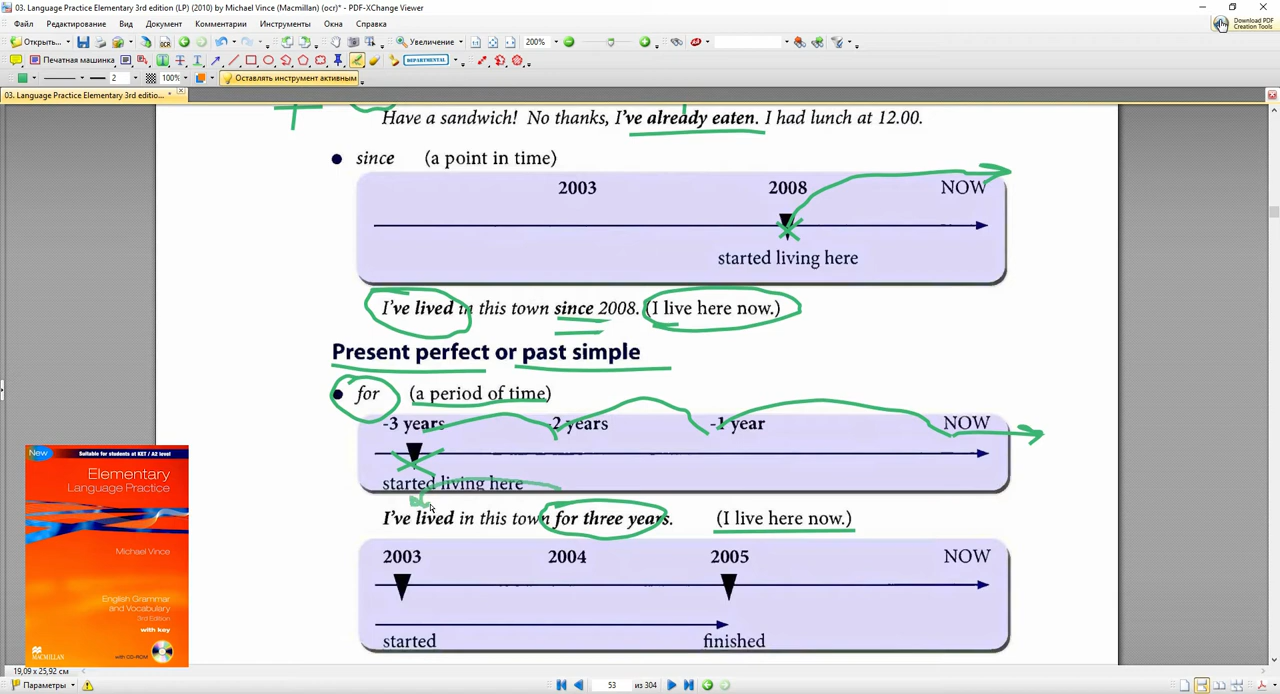 03. Language Practice Elementary 3rd edition (LP) (2010) by Michael Vince (Macmillan) (ocr)* - PDF-XChange Viewer
Файл Редактирование Вид Документ Комментарии Инструменты Окна Справка
Download PDF Creation Tools
Открыть... OCR Увеличение 200%
Печатная машинка DEPARTMENTAL
2 100% Оставлять инструмент активным
03. Language Practice Elementary 3rd editio...
Have a sandwich! No thanks, I've already eaten. I had lunch at 12.00.
since (a point in time)
2003 2008 NOW
started living here
I've lived in this town since 2008. (I live here now.)
Present perfect or past simple
for (a period of time)
-3 years -2 years -1 year NOW
started living here
I've lived in this town for three years. (I live here now.)
2003 2004 2005 NOW
started finished
New Suitable for students at KET / A2 level
Elementary
Language Practice
Michael Vince
English Grammar
and Vocabulary
3rd Edition
with key
MACMILLAN with CD-ROM
19,09 x 25,92 см
Параметры 53 из 304